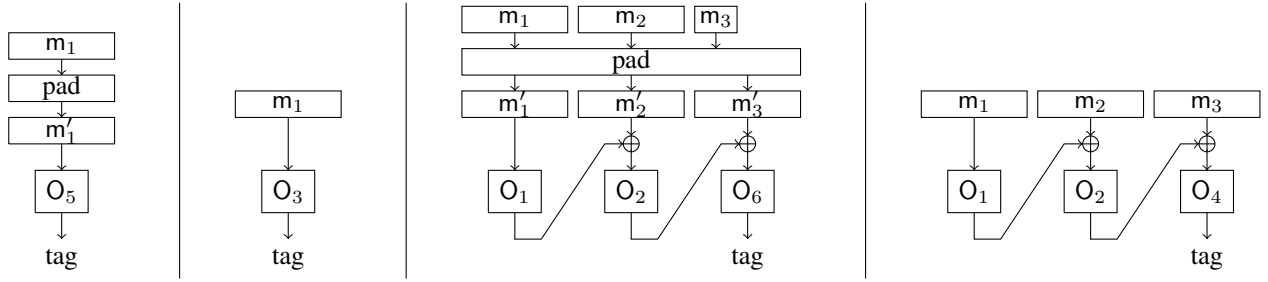 m₁
pad
m′₁
O₅
tag
m₁
O₃
tag
m₁ m₂ m₃
pad
m′₁ m′₂ m′₃
O₁ O₂ O₆
tag
m₁ m₂ m₃
O₁ O₂ O₄
tag